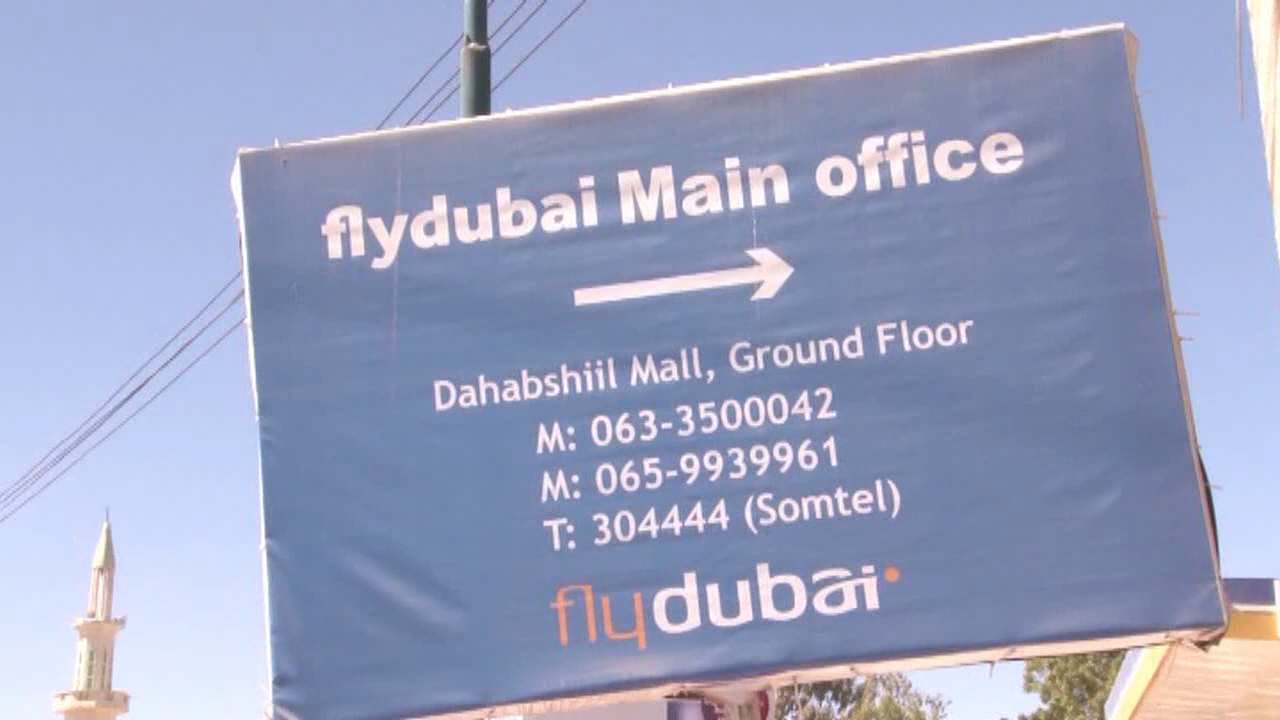 flydubai Main office
Dahabshiil Mall, Ground Floor
M: 063-3500042
M: 065-9939961
T: 304444 (Somtel)
flydubai